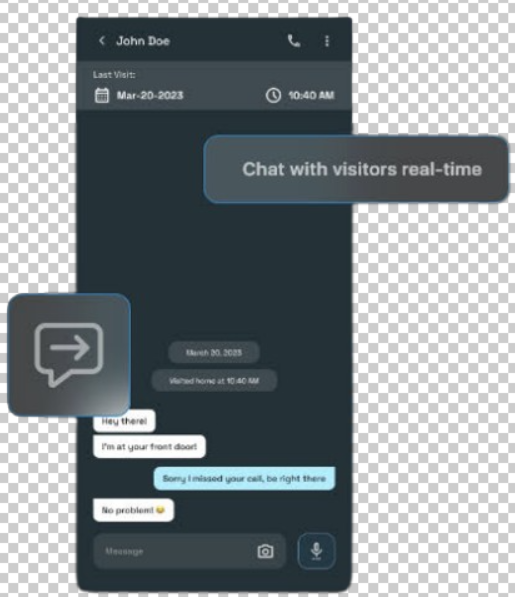 John Doe
Last Visit:
Mar-20-2023 10:40 AM
Chat with visitors real-time
March 20, 2023
Visited home at 10:40 AM
Hey there!
I'm at your front door!
Sorry I missed your call, be right there
No problem! 😂
Message